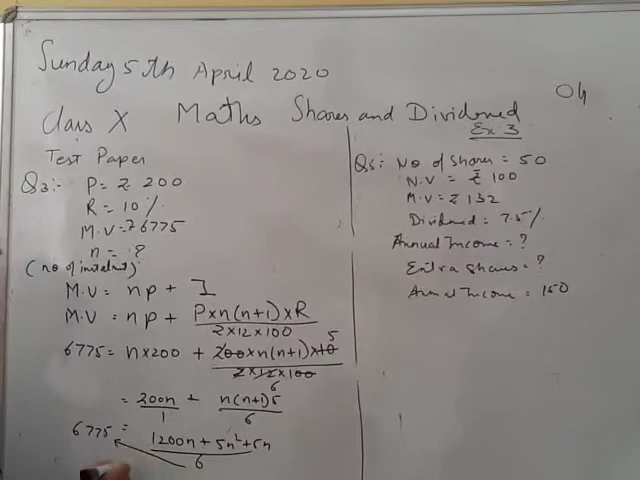 Sunday 5th April 2020
04
Class X Maths Shares and Dividend
Ex 3
Test Paper
Q3:- P = ₹ 200
R = 10 %
M.V = ₹ 6775
n = ?
(no of instalment)
M.V = np + I
M.V = np + P x n(n+1) x R
2 x 12 x 100
6775 = n x 200 + 200 x n(n+1) x 10 5
2 x 12 x 100
6
= 200n + n(n+1)5
1 6
6775 = 1200n + 5n² + 5n
6
Q5: No of shares = 50
N.V = ₹ 100
M.V = ₹ 132
Dividend = 7.5%
Annual Income = ?
Extra Shares = ?
Annual Income = 150